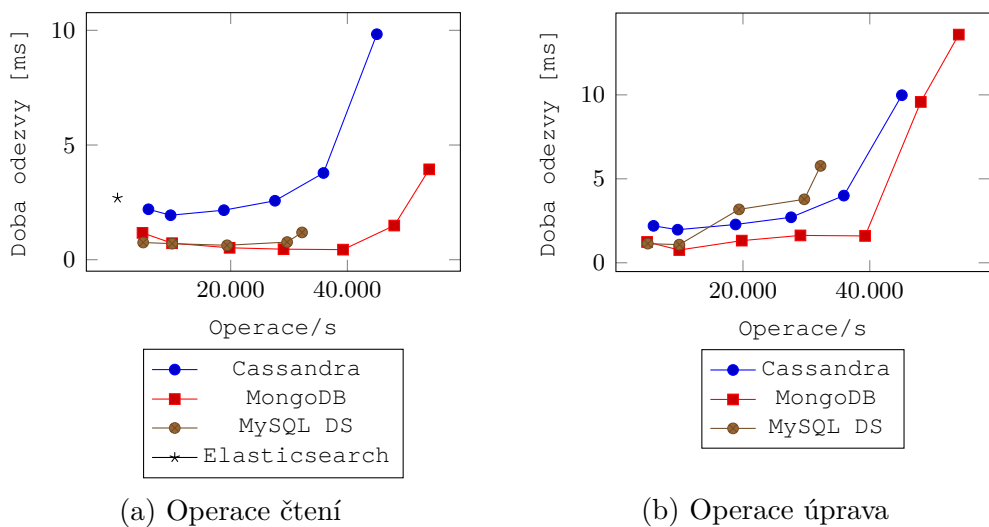 Doba odezvy [ms]
10
5
0
20.000 40.000
Operace/s
Cassandra
MongoDB
MySQL DS
Elasticsearch
(a) Operace čtení
Doba odezvy [ms]
10
5
0
20.000 40.000
Operace/s
Cassandra
MongoDB
MySQL DS
(b) Operace úprava